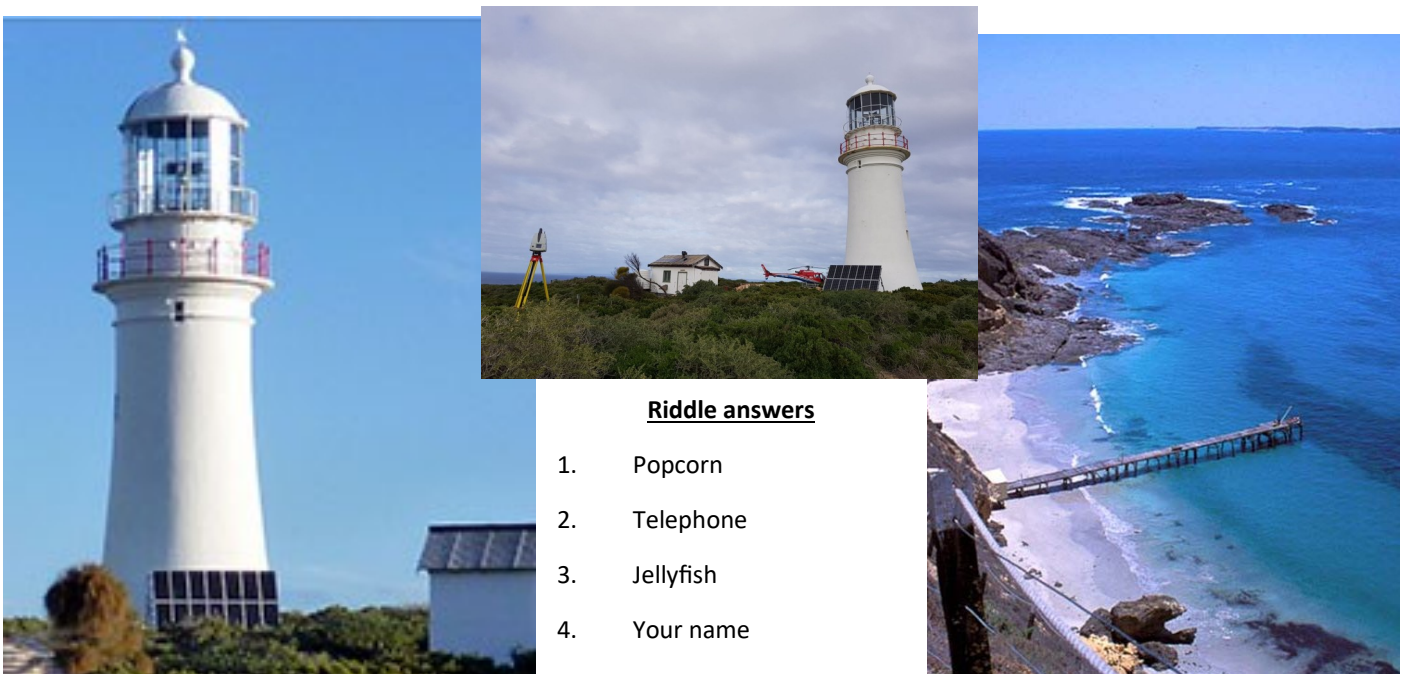 Riddle answers
1. Popcorn
2. Telephone
3. Jellyfish
4. Your name